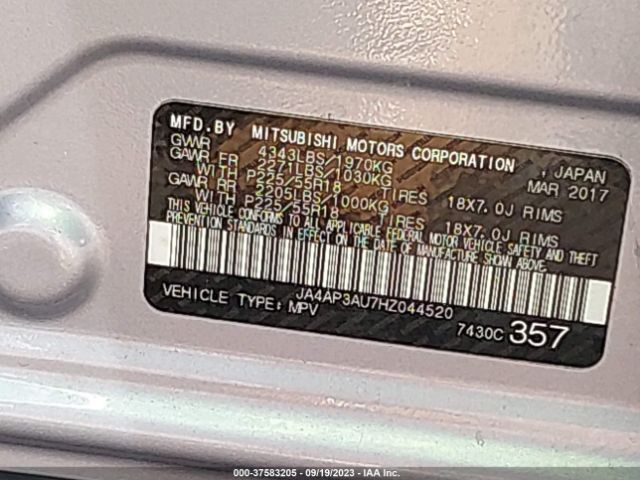 MFD.BY MITSUBISHI MOTORS CORPORATION , JAPAN
GVWR 4343LBS/1970KG MAR 2017
GAWR FR 2271LBS/1030KG
WITH P225/55R18 TIRES 18X7.0J RIMS
GAWR RR 2205LBS/1000KG
WITH P225/55R18 TIRES 18X7.0J RIMS
THIS VEHICLE CONFORMS TO ALL APPLICABLE FEDERAL MOTOR VEHICLE SAFETY AND THEFT
PREVENTION STANDARDS IN EFFECT ON THE DATE OF MANUFACTURE SHOWN ABOVE.
JA4AP3AU7HZ044520
VEHICLE TYPE: MPV 7430C 357
000-37583205 - 09/19/2023 - IAA Inc.